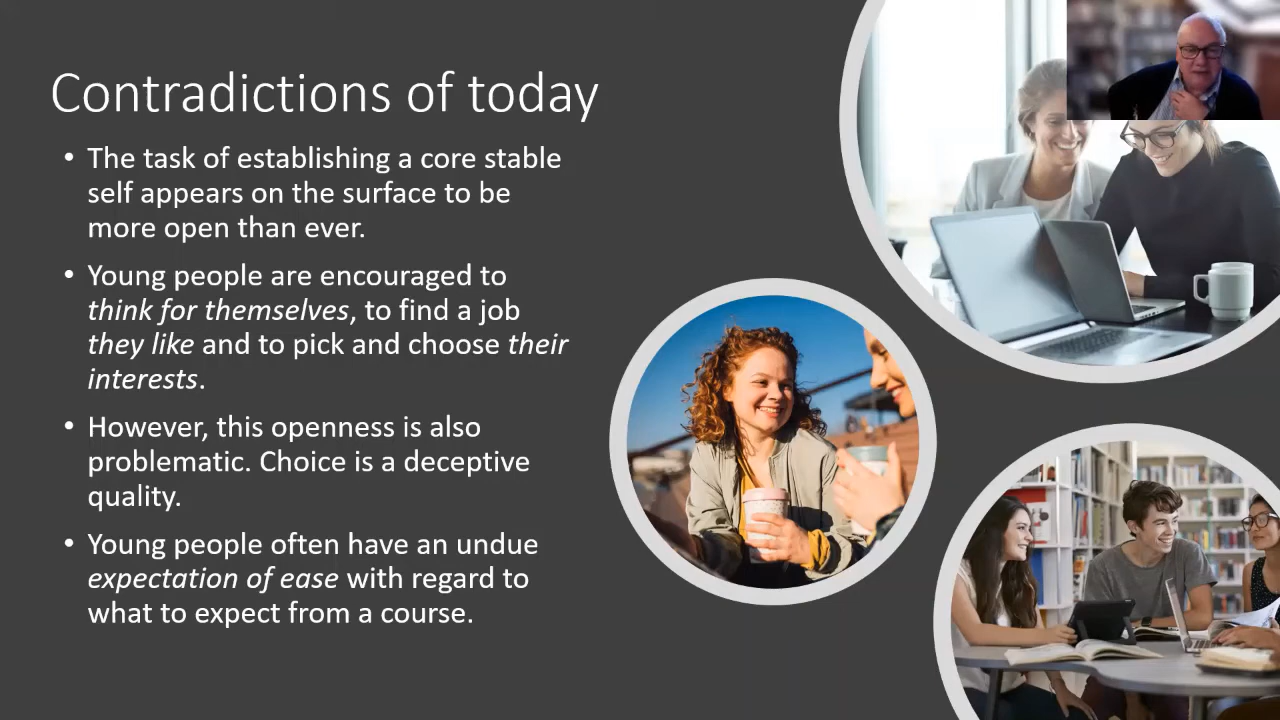 Contradictions of today
• The task of establishing a core stable
self appears on the surface to be
more open than ever.
• Young people are encouraged to
think for themselves, to find a job
they like and to pick and choose their
interests.
• However, this openness is also
problematic. Choice is a deceptive
quality.
• Young people often have an undue
expectation of ease with regard to
what to expect from a course.